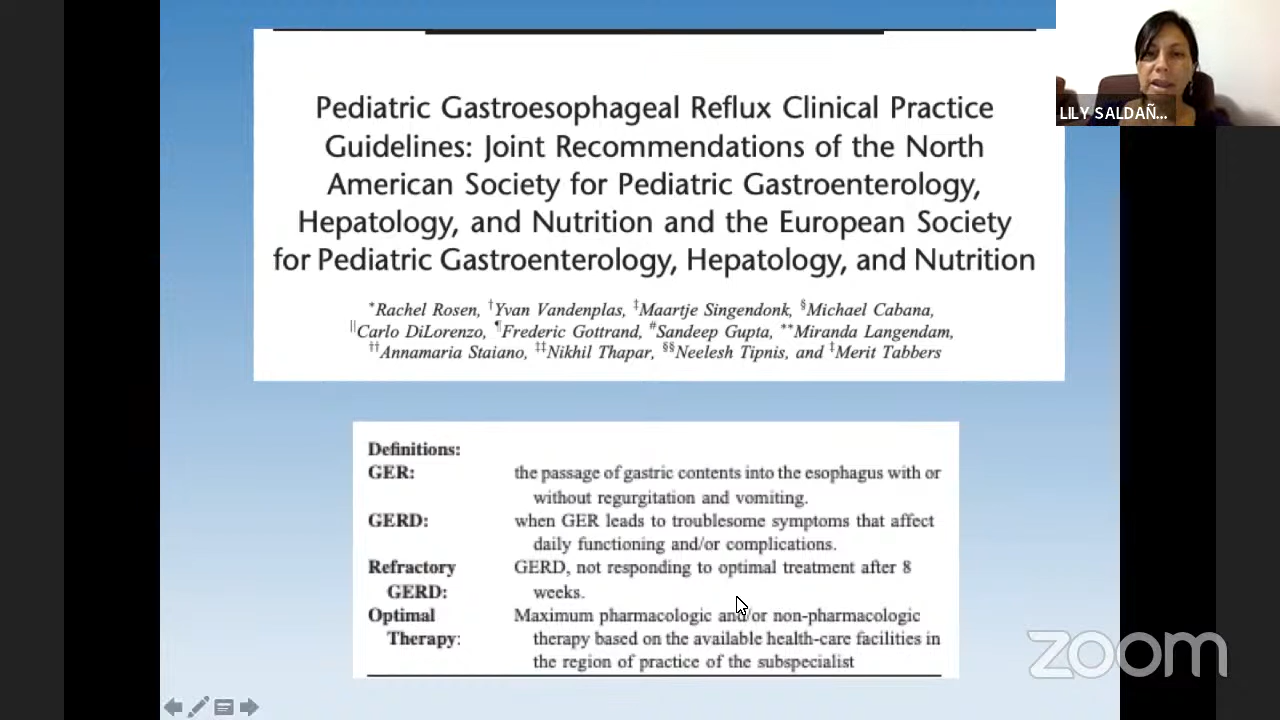 Pediatric Gastroesophageal Reflux Clinical Practice
Guidelines: Joint Recommendations of the North
American Society for Pediatric Gastroenterology,
Hepatology, and Nutrition and the European Society
for Pediatric Gastroenterology, Hepatology, and Nutrition
*Rachel Rosen, †Yvan Vandenplas, ‡Maartje Singendonk, §Michael Cabana,
||Carlo DiLorenzo, ¶Frederic Gottrand, #Sandeep Gupta, **Miranda Langendam,
††Annamaria Staiano, ‡‡Nikhil Thapar, §§Neelesh Tipnis, and ‡Merit Tabbers
LILY SALDAÑ...
Definitions:
GER: the passage of gastric contents into the esophagus with or
without regurgitation and vomiting.
GERD: when GER leads to troublesome symptoms that affect
daily functioning and/or complications.
Refractory GERD, not responding to optimal treatment after 8
GERD: weeks.
Optimal Maximum pharmacologic and/or non-pharmacologic
Therapy: therapy based on the available health-care facilities in
the region of practice of the subspecialist
zoom